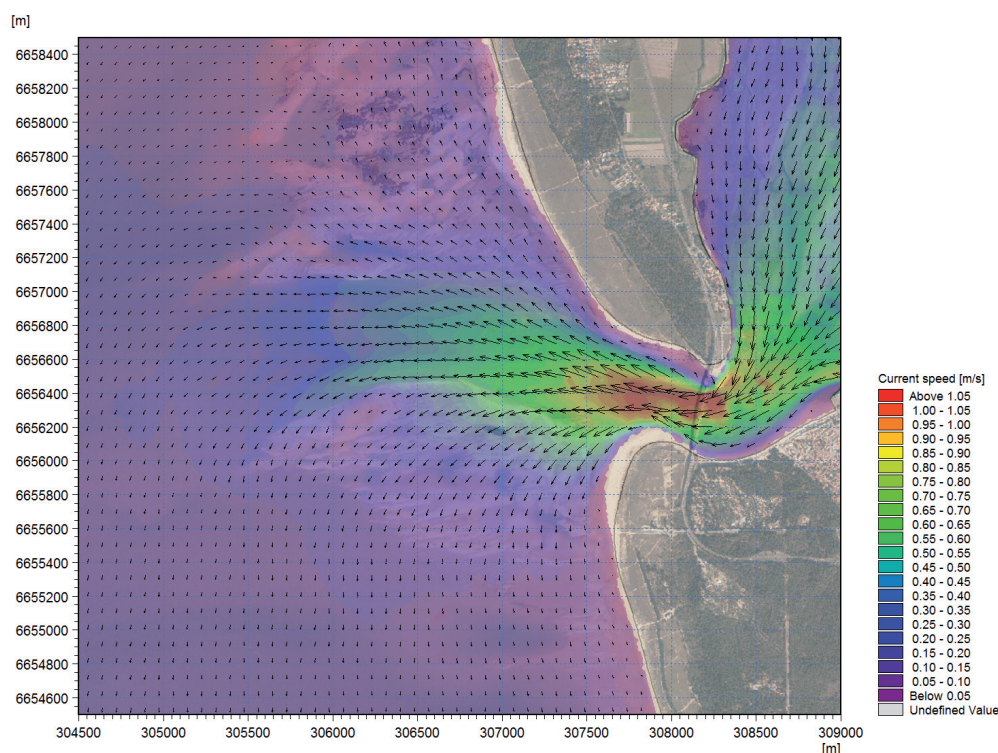 [m]
6658400
6658200
6658000
6657800
6657600
6657400
6657200
6657000
6656800
6656600
6656400
6656200
6656000
6655800
6655600
6655400
6655200
6655000
6654800
6654600
304500 305000 305500 306000 306500 307000 307500 308000 308500 309000
[m]
Current speed [m/s]
Above 1.05
1.00 - 1.05
0.95 - 1.00
0.90 - 0.95
0.85 - 0.90
0.80 - 0.85
0.75 - 0.80
0.70 - 0.75
0.65 - 0.70
0.60 - 0.65
0.55 - 0.60
0.50 - 0.55
0.45 - 0.50
0.40 - 0.45
0.35 - 0.40
0.30 - 0.35
0.25 - 0.30
0.20 - 0.25
0.15 - 0.20
0.10 - 0.15
0.05 - 0.10
Below 0.05
Undefined Value